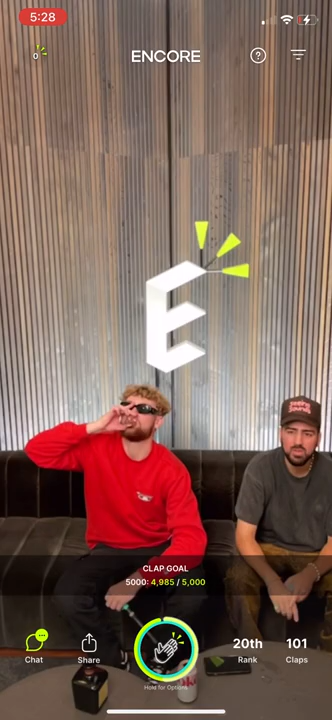 5:28
0
ENCORE
?
E
CLAP GOAL
5000: 4,985 / 5,000
Chat
Share
20th
Rank
101
Claps
Hold for Options